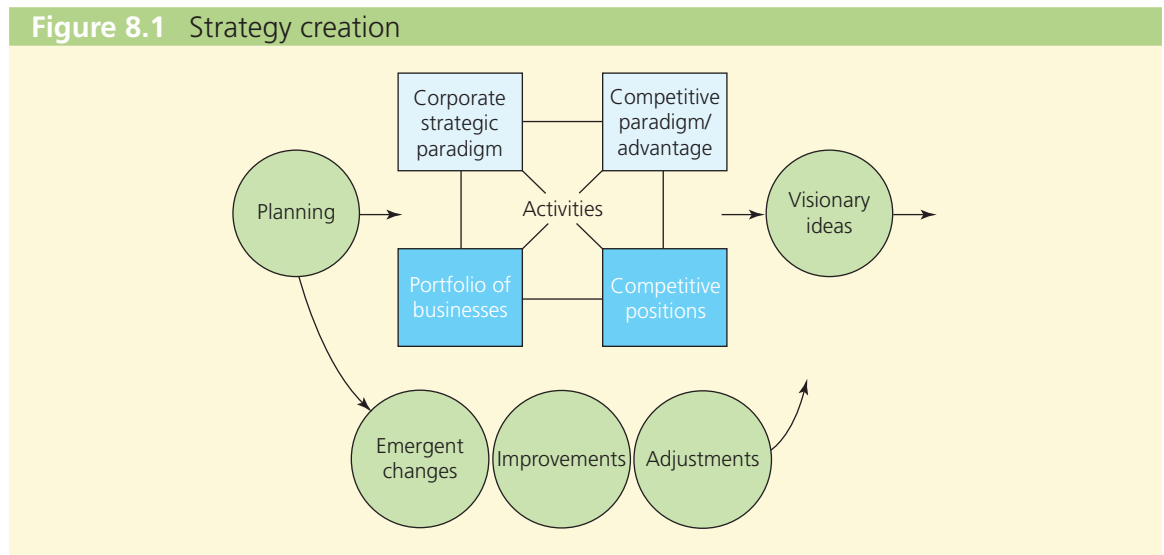 Figure 8.1 Strategy creation
Corporate
strategic
paradigm
Competitive
paradigm/
advantage
Planning
Activities
Visionary
ideas
Portfolio of
businesses
Competitive
positions
Emergent
changes
Improvements
Adjustments